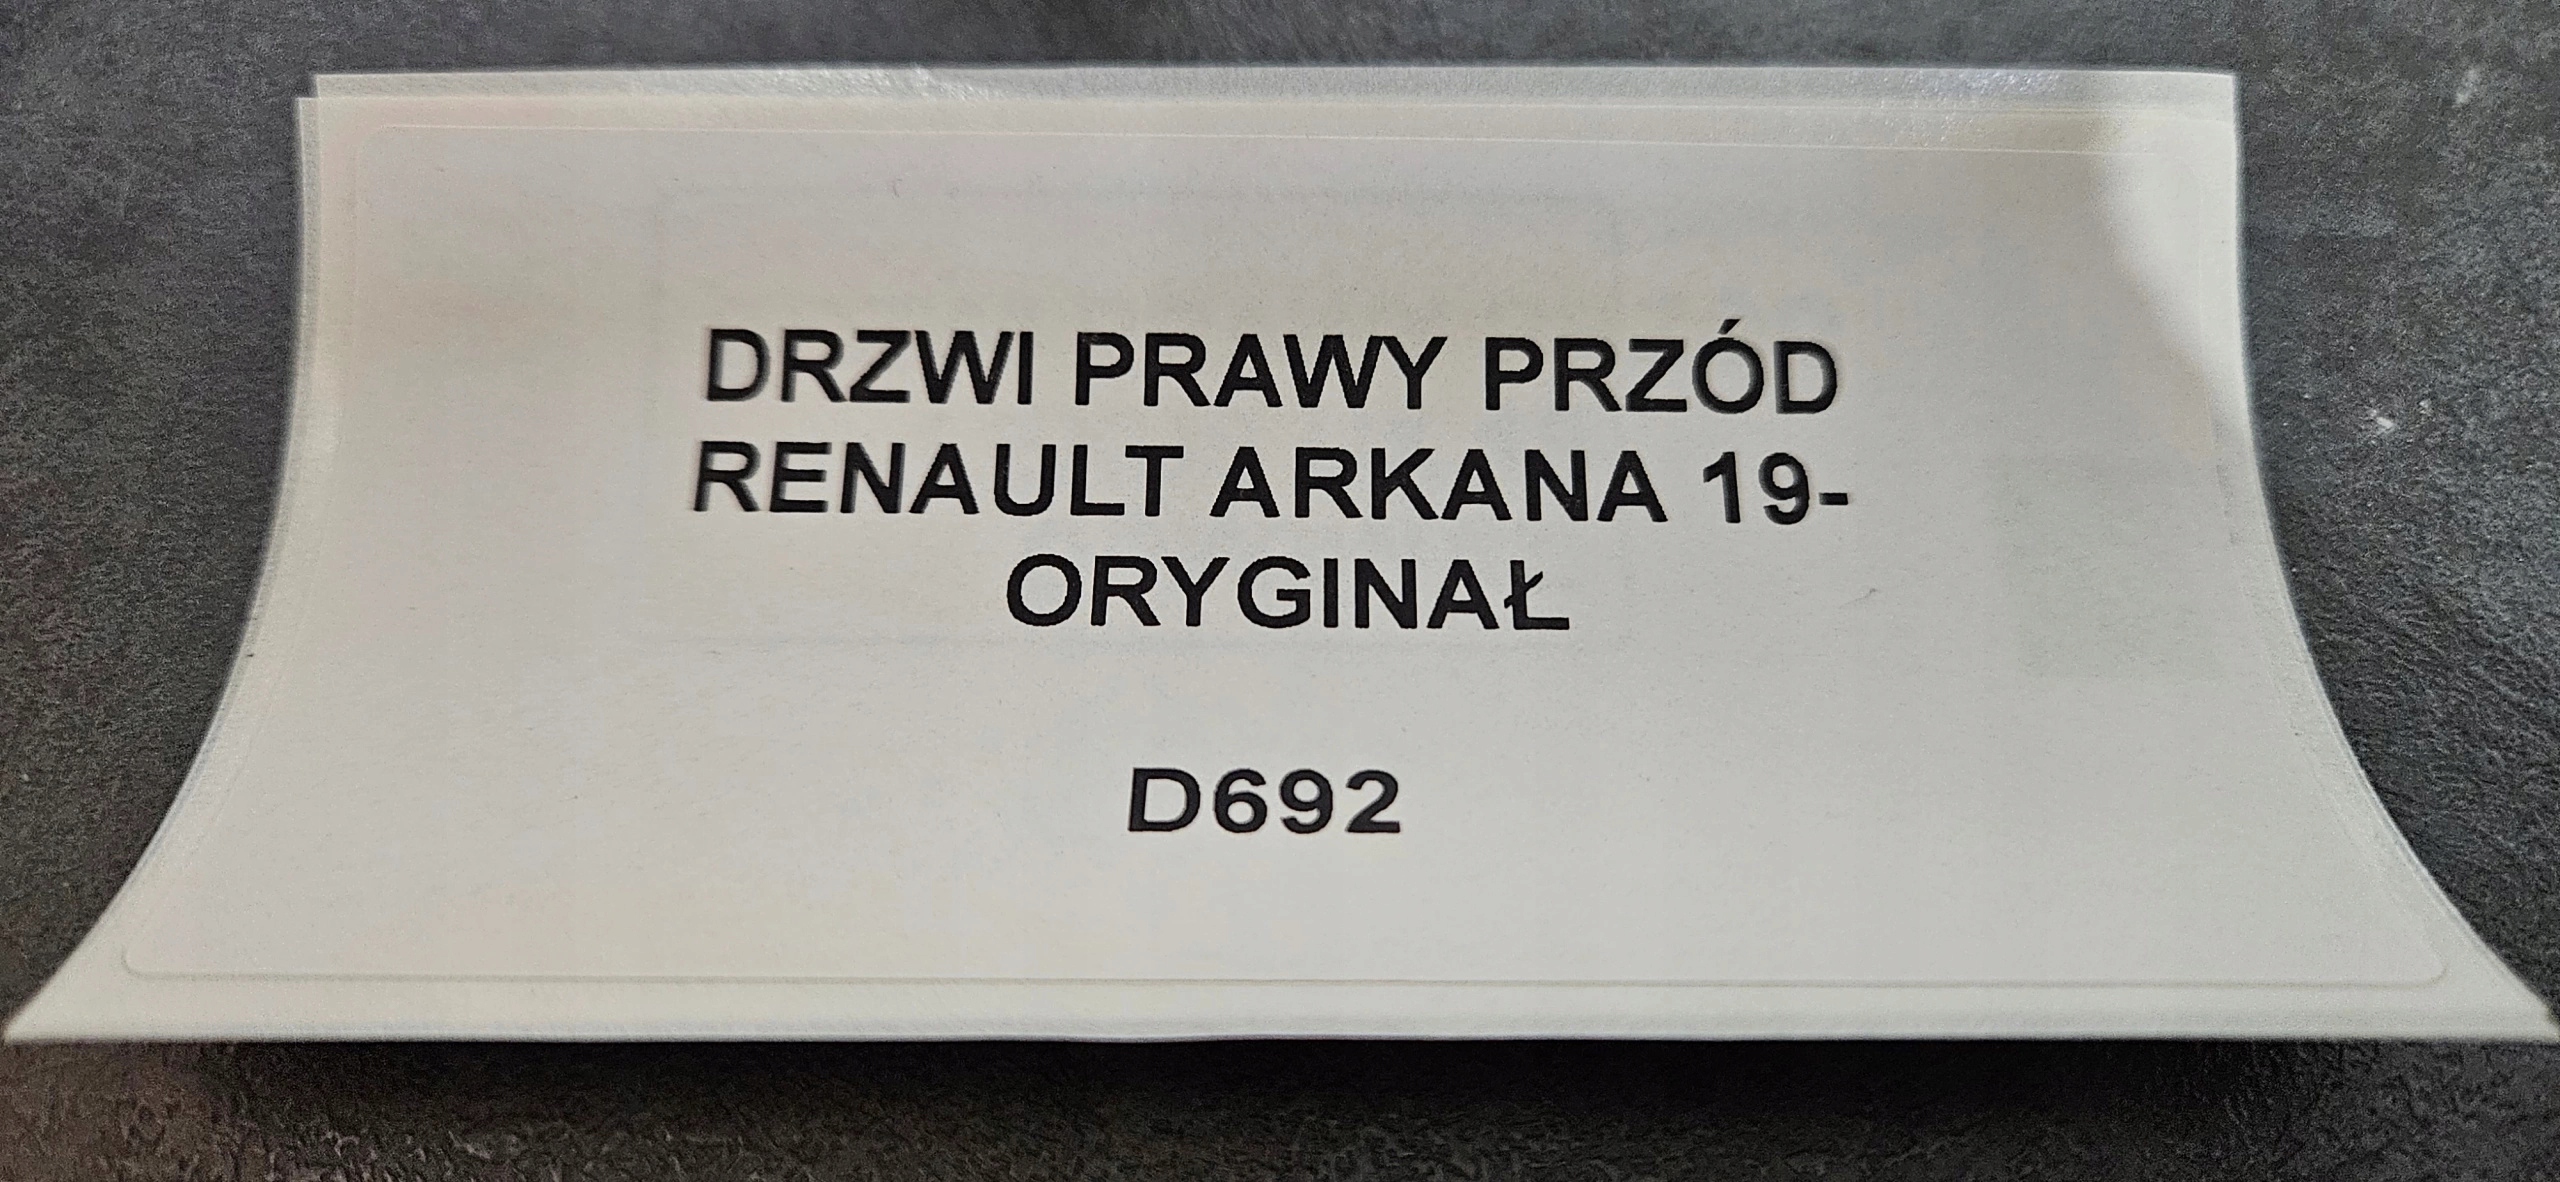 DRZWI PRAWY PRZÓD
RENAULT ARKANA 19-
ORYGINAŁ
D692